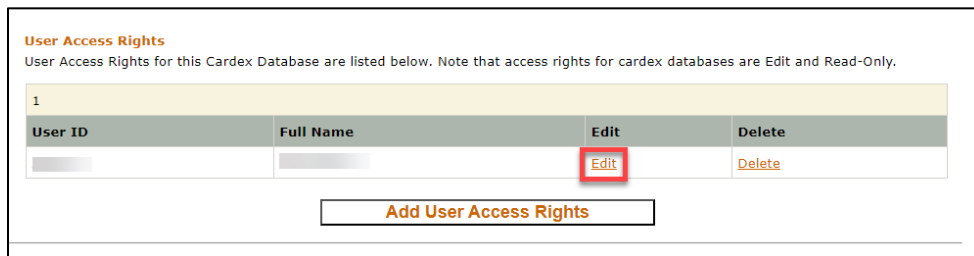 User Access Rights
User Access Rights for this Cardex Database are listed below. Note that access rights for cardex databases are Edit and Read-Only.
1
User ID Full Name Edit Delete
Edit Delete
Add User Access Rights